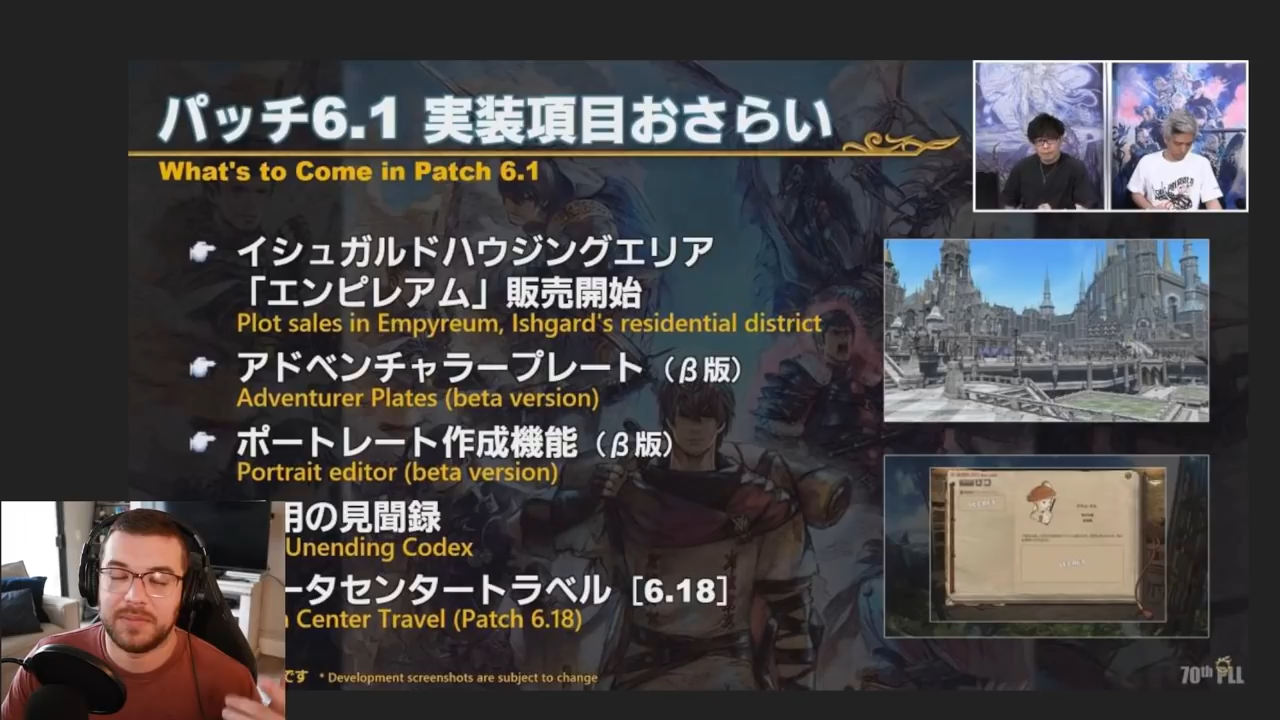 パッチ6.1 実装項目おさらい
What's to Come in Patch 6.1
イシュガルドハウジングエリア
「エンピレアム」販売開始
Plot sales in Empyreum, Ishgard's residential district
アドベンチャラープレート（β版）
Adventurer Plates (beta version)
ポートレート作成機能（β版）
Portrait editor (beta version)
の見聞録
Unending Codex
ータセンタートラベル［6.18］
Center Travel (Patch 6.18)
です * Development screenshots are subject to change
SECRET
SECRET
70th PLL